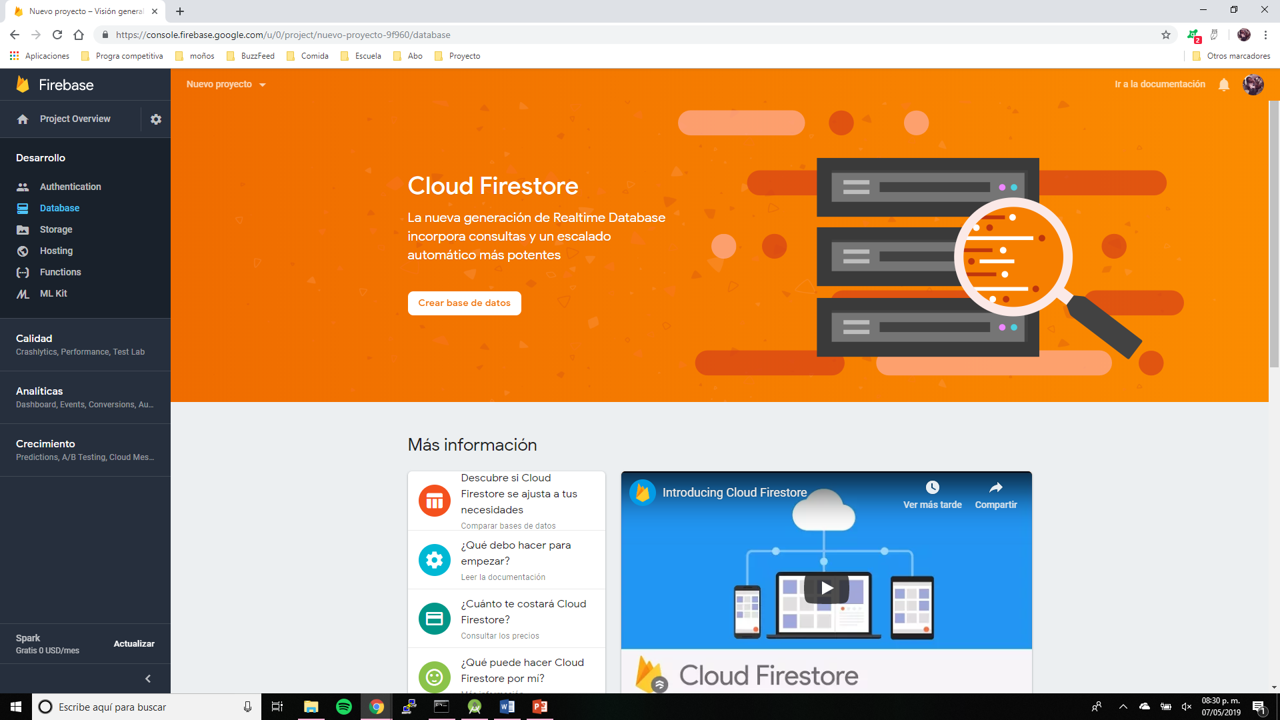 Nuevo proyecto – Visión general
https://console.firebase.google.com/u/0/project/nuevo-proyecto-9f960/database
2
Aplicaciones
Progra competitiva
moños
BuzzFeed
Comida
Escuela
Abo
Proyecto
Otros marcadores
Firebase
Nuevo proyecto
Ir a la documentación
Project Overview
Desarrollo
Authentication
Database
Storage
Hosting
Functions
ML Kit
Calidad
Crashlytics, Performance, Test Lab
Analíticas
Dashboard, Events, Conversions, Au...
Crecimiento
Predictions, A/B Testing, Cloud Mes...
Spark
Gratis 0 USD/mes
Actualizar
Cloud Firestore
La nueva generación de Realtime Database
incorpora consultas y un escalado
automático más potentes
Crear base de datos
Más información
Descubre si Cloud
Firestore se ajusta a tus
necesidades
Comparar bases de datos
¿Qué debo hacer para
empezar?
Leer la documentación
¿Cuánto te costará Cloud
Firestore?
Consultar los precios
¿Qué puede hacer Cloud
Firestore por mí?
Más información
Introducing Cloud Firestore
Ver más tarde
Compartir
Cloud Firestore
Escribe aquí para buscar
08:30 p. m.
07/05/2019
1